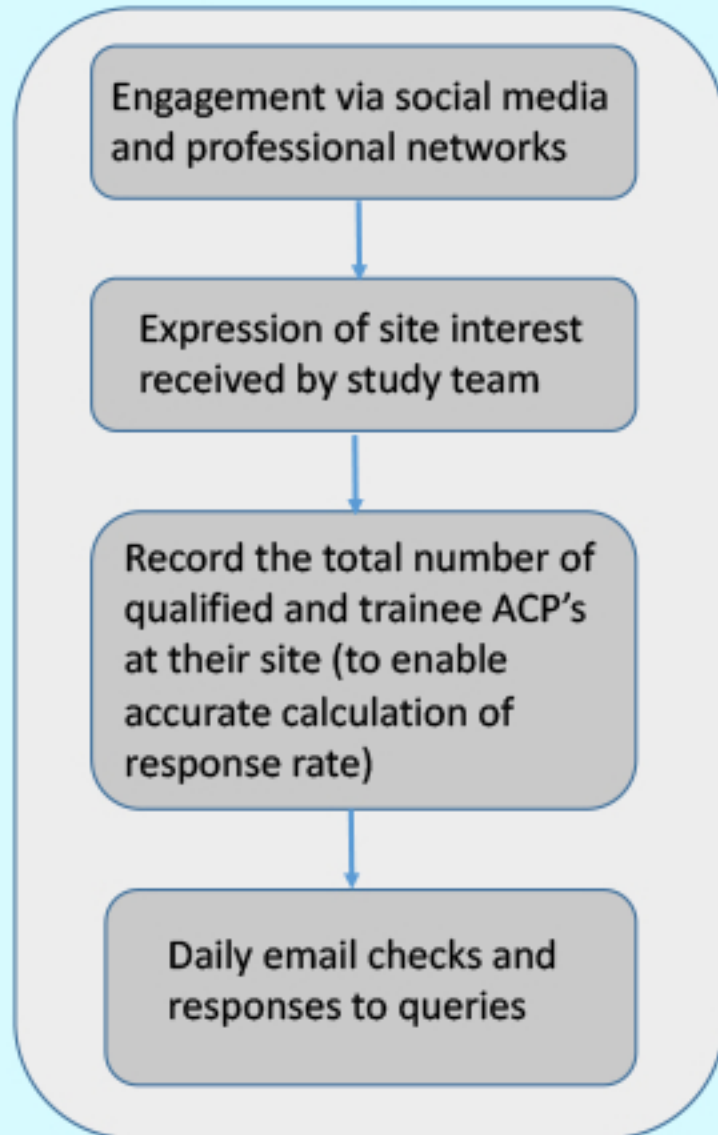 Engagement via social media
and professional networks
Expression of site interest
received by study team
Record the total number of
qualified and trainee ACP’s
at their site (to enable
accurate calculation of
response rate)
Daily email checks and
responses to queries